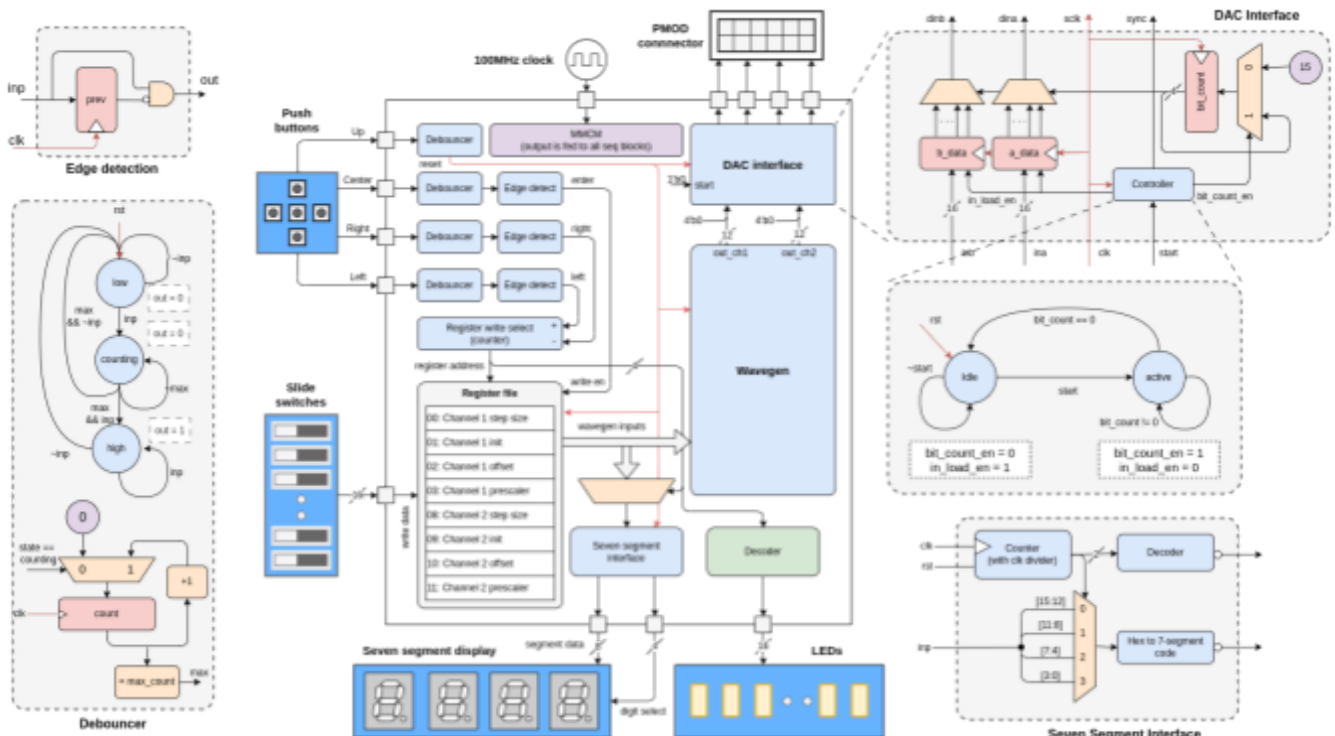 inp
prev
out
clk
Edge detection
rst
~inp
low
out = 0
max
&& ~inp
inp
out = 0
counting
~max
max
&& inp
out = 1
high
~inp
inp
0
state ==
counting
0
1
+1
clk
count
= max_count
max
Debouncer
100MHz clock
PMOD
connnector
Push
buttons
Up
Center
Right
Left
Debouncer
MMCM
(output is fed to all seq blocks)
reset
Debouncer
Edge detect
enter
Debouncer
Edge detect
right
Debouncer
Edge detect
left
Register write select
(counter)
+
-
register address
write en
DAC interface
1'b0
start
4'b0
4'b0
12
12
out_ch1
out_ch2
Wavegen
Slide
switches
16
write data
Register file
00: Channel 1 step size
01: Channel 1 init
02: Channel 1 offset
03: Channel 1 prescaler
08: Channel 2 step size
09: Channel 2 init
10: Channel 2 offset
11: Channel 2 prescaler
wavegen inputs
Seven segment
interface
Decoder
segment data
16
Seven segment display
digit select
LEDs
dinb
dina
sclk
sync
DAC Interface
bit_count
0
1
15
b_data
a_data
Controller
in_load_en
bit_count_en
16
16
ina
clk
start
rst
bit_count == 0
~start
Idle
active
start
bit_count != 0
bit_count_en = 0
in_load_en = 1
bit_count_en = 1
in_load_en = 0
clk
rst
Counter
(with clk divider)
Decoder
[15:12]
[7:4]
[3:0]
0
1
2
3
inp
Hex to 7-segment
code
Seven Segment Interface